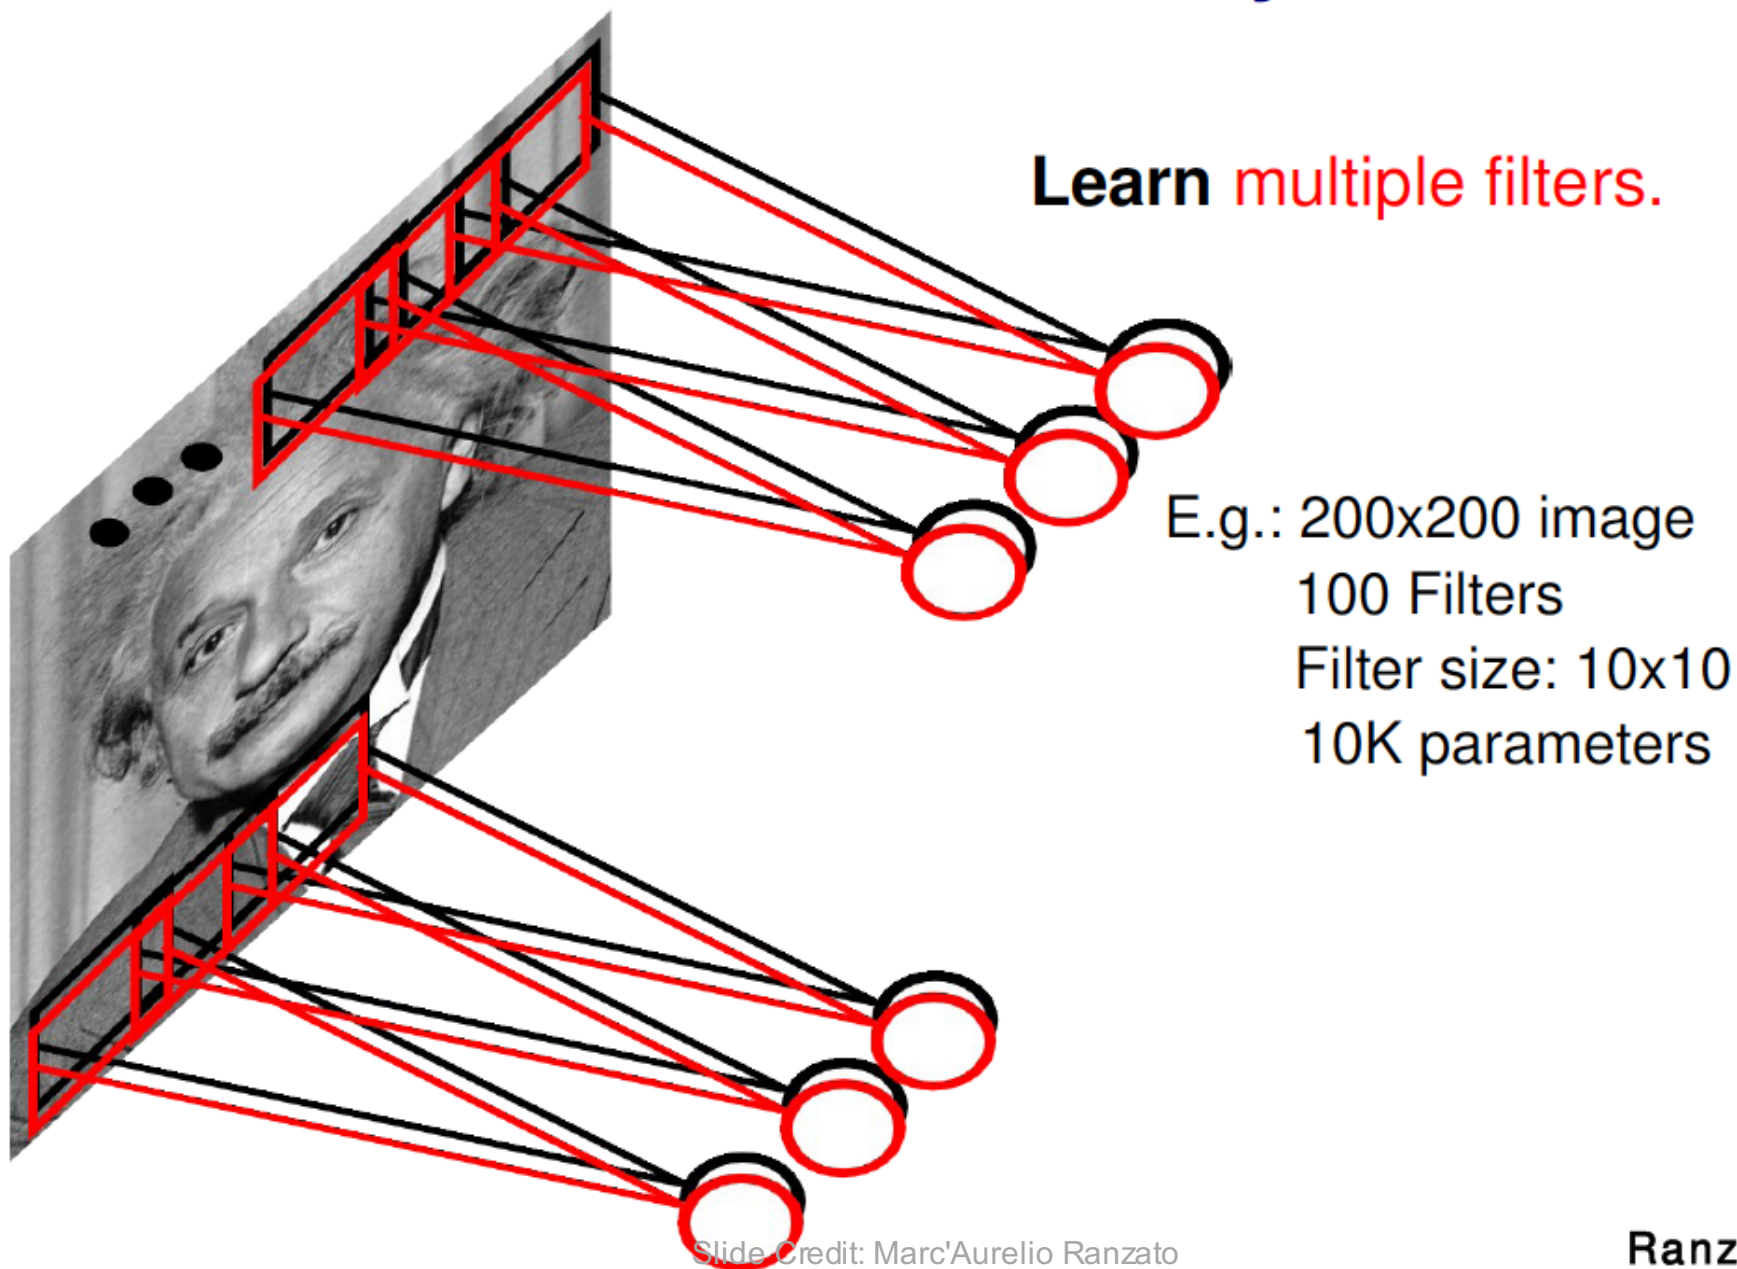 Learn multiple filters.
E.g.: 200x200 image
100 Filters
Filter size: 10x10
10K parameters
Slide Credit: Marc'Aurelio Ranzato
Ranz